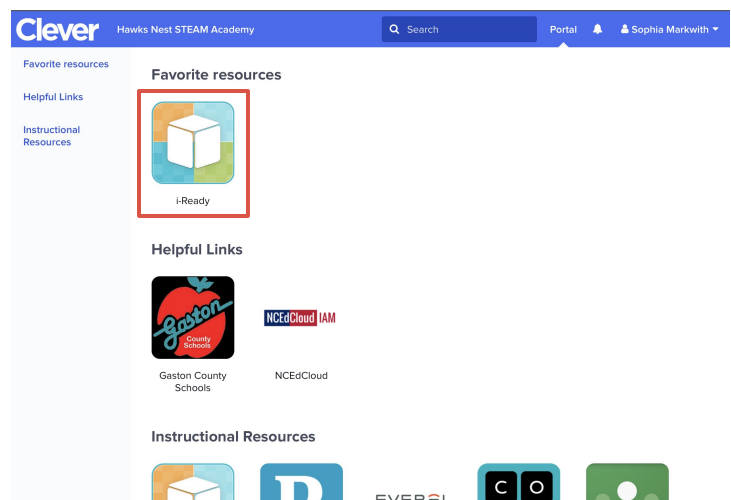 Clever
Hawks Nest STEAM Academy
Search
Portal
Sophia Markwith
Favorite resources
Helpful Links
Instructional
Resources
Favorite resources
i-Ready
Helpful Links
Gaston
County
Schools
NCEdCloud IAM
Gaston County
Schools
NCEdCloud
Instructional Resources
C O